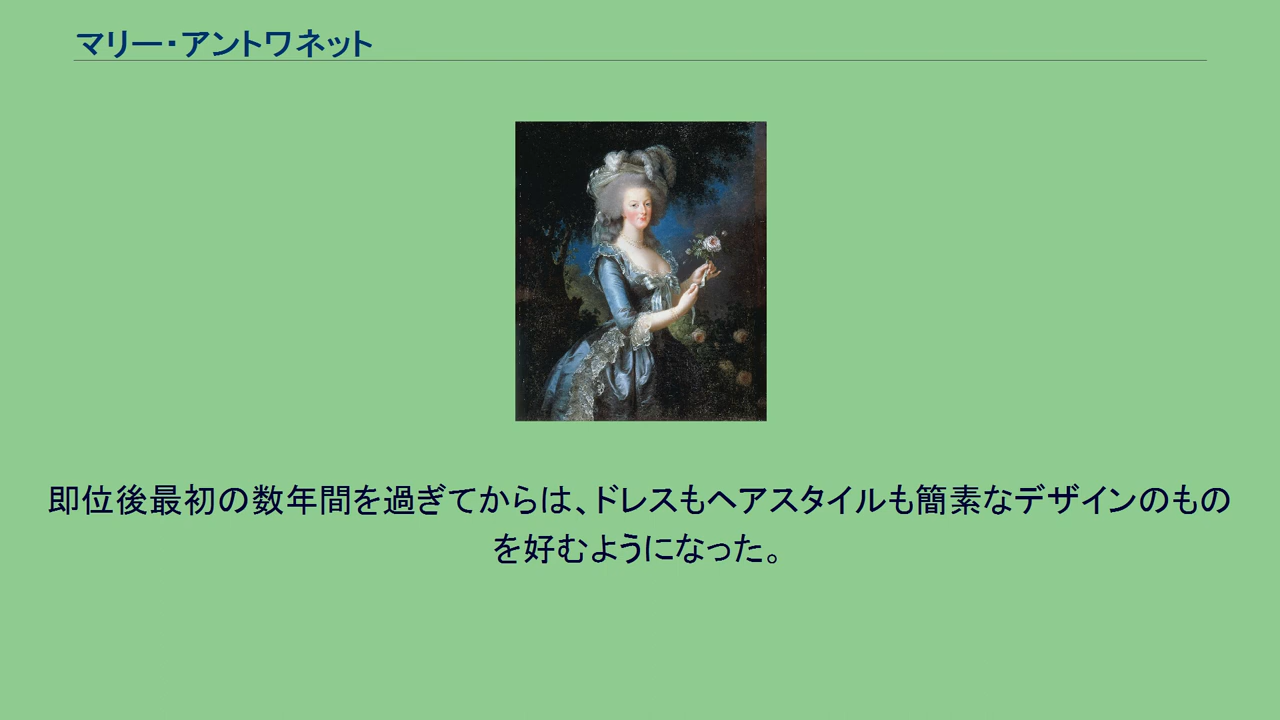 マリー・アントワネット
即位後最初の数年間を過ぎてからは、ドレスもヘアスタイルも簡素なデザインのもの
を好むようになった。